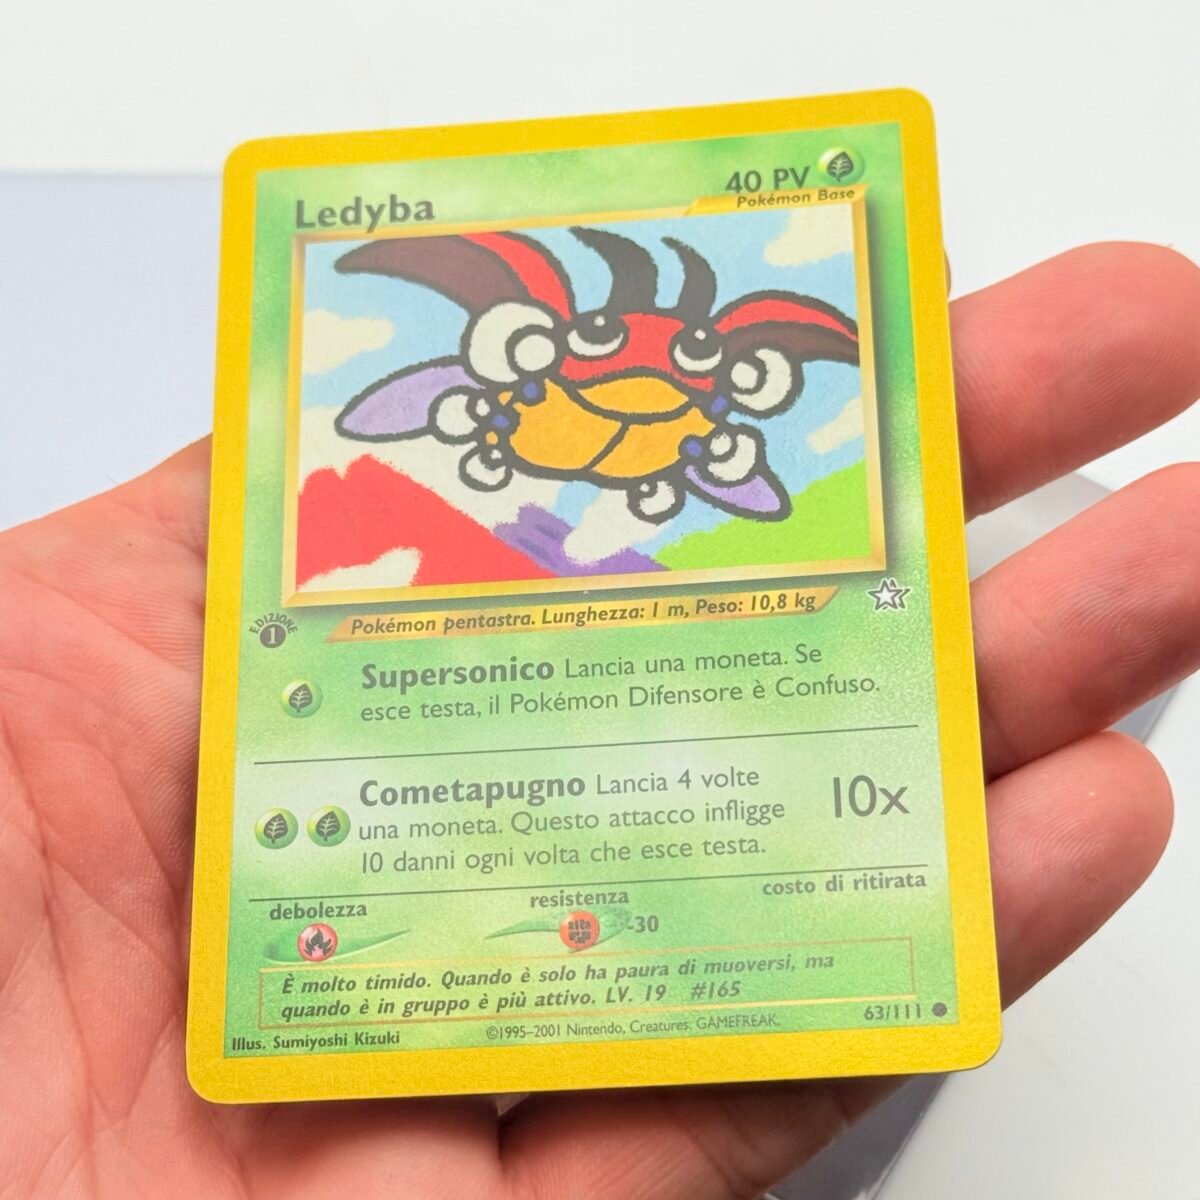 Ledyba
40 PV
Pokémon Base
Pokémon pentastra. Lunghezza: 1 m, Peso: 10,8 kg
EDIZIONE
1
Supersonico Lancia una moneta. Se
esce testa, il Pokémon Difensore è Confuso.
Cometapugno Lancia 4 volte
una moneta. Questo attacco infligge
10 danni ogni volta che esce testa.
10x
debolezza
resistenza
-30
costo di ritirata
È molto timido. Quando è solo ha paura di muoversi, ma
quando è in gruppo è più attivo. LV. 19 #165
Illus. Sumiyoshi Kizuki
©1995-2001 Nintendo, Creatures, GAMEFREAK.
63/111